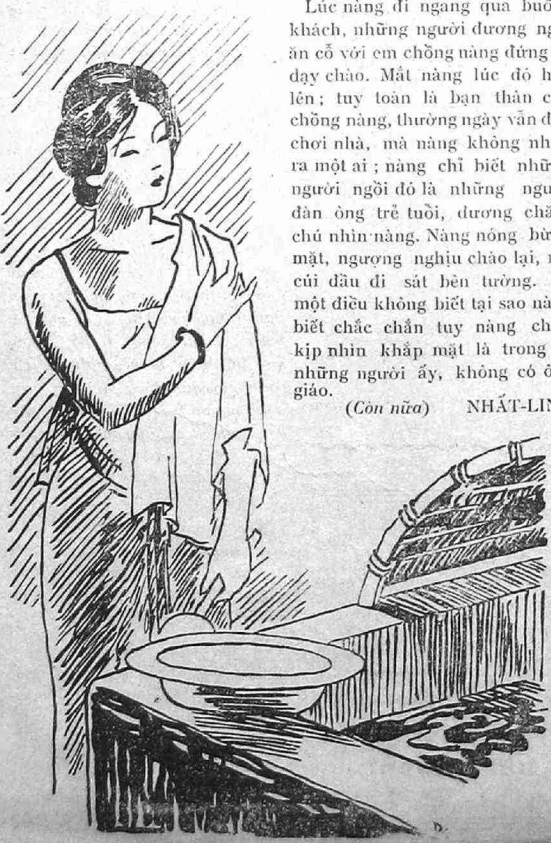 Lúc nàng đi ngang qua buồ
khách, những người đương ng
ăn cỗ với em chồng nàng đứng
dạy chào. Mắt nàng lúc đó h
lên ; tuy toàn là bạn thân c
chồng nàng, thường ngày vẫn đ
chơi nhà, mà nàng không nh
ra một ai ; nàng chỉ biết nhữ
người ngồi đó là những ngu
đàn ông trẻ tuổi, dương chă
chú nhìn nàng. Nàng nóng bừ
mặt, ngượng nghịu chào lại, r
cúi đầu đi sát bên tường.
một điều không biết tại sao nà
biết chắc chắn tuy nàng ch
kịp nhìn khắp mặt là trong
những người ấy, không có ô
giáo.
(Còn nữa) NHẤT-LIN
D.